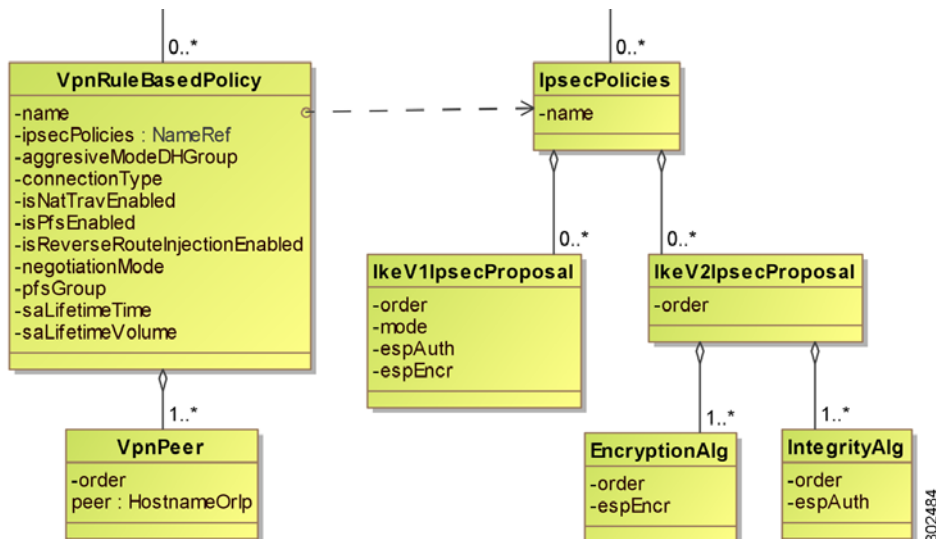 0..*
VpnRuleBasedPolicy
-name
-ipsecPolicies : NameRef
-aggresiveModeDHGroup
-connectionType
-isNatTravEnabled
-isPfsEnabled
-isReverseRouteInjectionEnabled
-negotiationMode
-pfsGroup
-saLifetimeTime
-saLifetimeVolume
1..*
VpnPeer
-order
peer : HostnameOrIp
0..*
IpsecPolicies
-name
0..*
IkeV1IpsecProposal
-order
-mode
-espAuth
-espEncr
0..*
IkeV2IpsecProposal
-order
1..*
EncryptionAlg
-order
-espEncr
1..*
IntegrityAlg
-order
-espAuth
302484